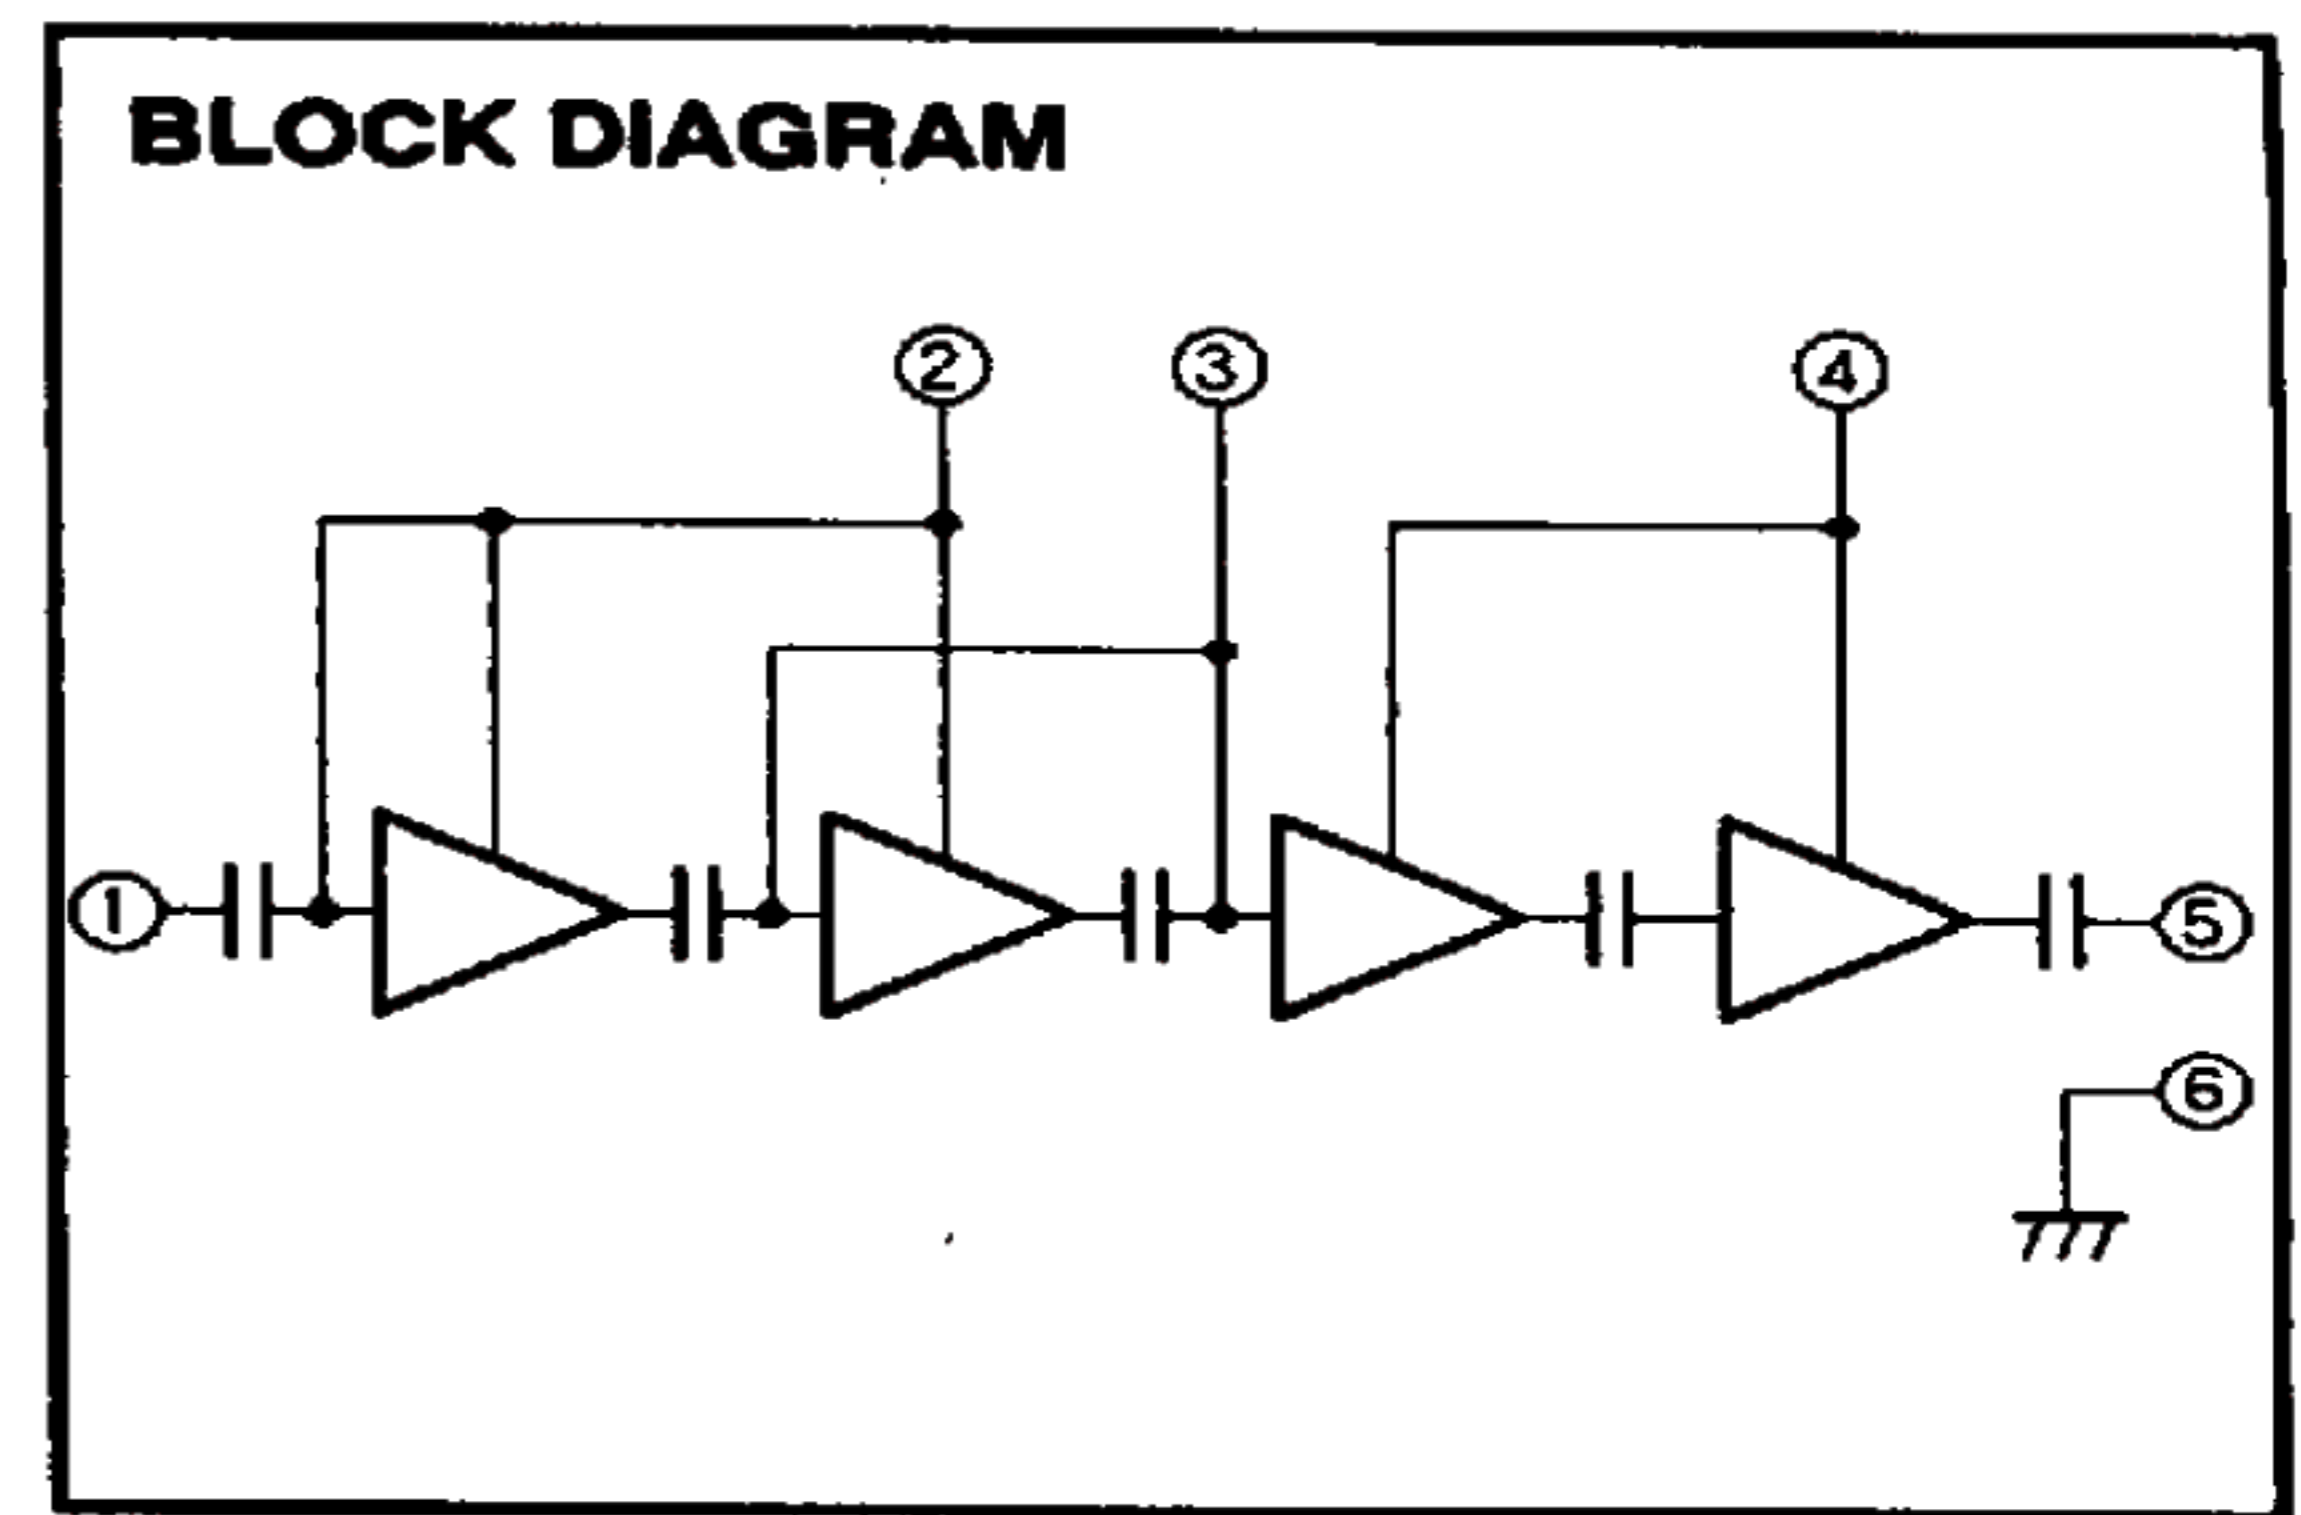 BLOCK DIAGRAM
② ③ ④
① ⑤
⑥